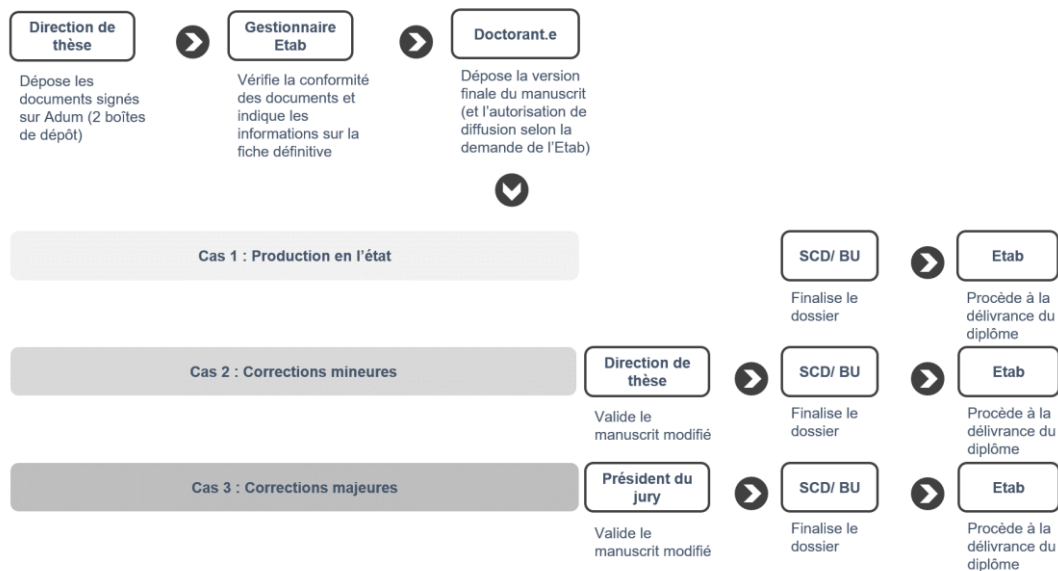 Direction de
thèse
Gestionnaire
Etab
Doctorant.e
Dépose les
documents signés
sur Adum (2 boîtes
de dépôt)
Vérifie la conformité
des documents et
indique les
informations sur la
fiche définitive
Dépose la version
finale du manuscrit
(et l'autorisation de
diffusion selon la
demande de l'Etab)
Cas 1 : Production en l'état
SCD/ BU
Etab
Finalise le
dossier
Procède à la
délivrance du
diplôme
Cas 2 : Corrections mineures
Direction de
thèse
SCD/ BU
Etab
Valide le
manuscrit modifié
Finalise le
dossier
Procède à la
délivrance du
diplôme
Cas 3 : Corrections majeures
Président du
jury
SCD/ BU
Etab
Valide le
manuscrit modifié
Finalise le
dossier
Procède à la
délivrance du
diplôme